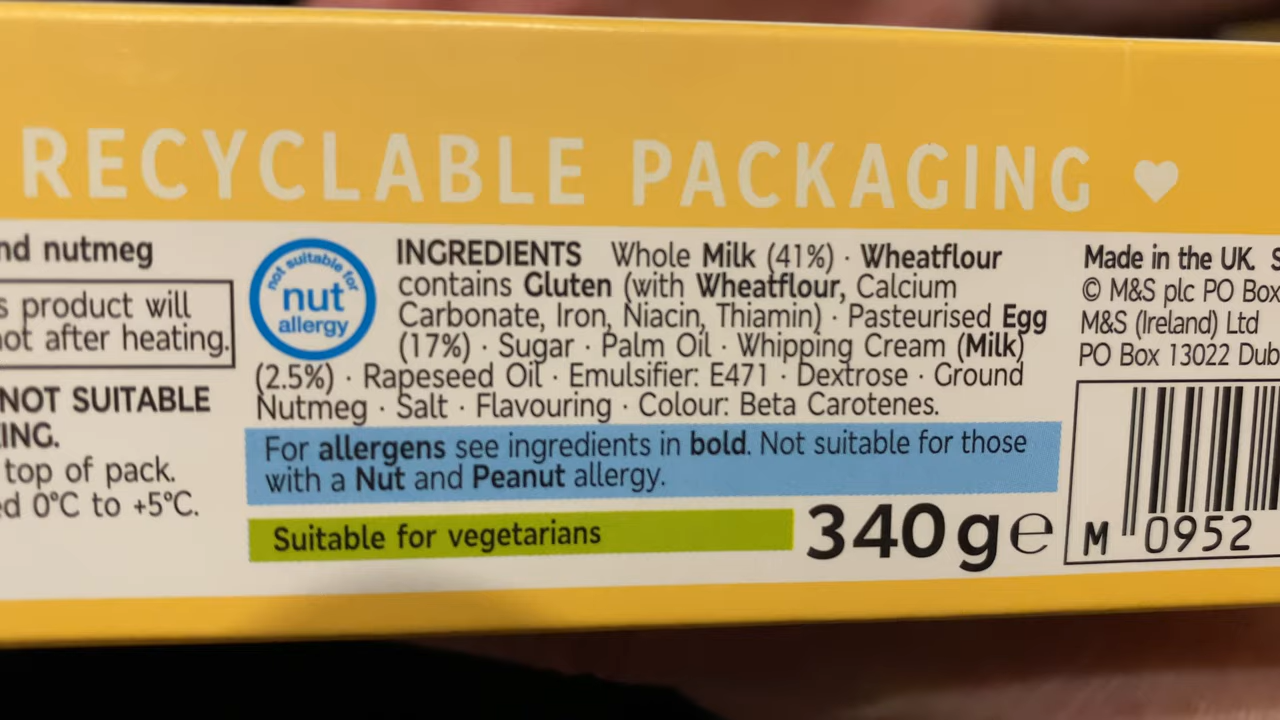 RECYCLABLE PACKAGING
nd nutmeg
s product will
ot after heating.
NOT SUITABLE
ING.
top of pack.
d 0°C to +5°C.
not suitable for
nut
allergy
INGREDIENTS Whole Milk (41%) · Wheatflour
contains Gluten (with Wheatflour, Calcium
Carbonate, Iron, Niacin, Thiamin) · Pasteurised Egg
(17%) · Sugar · Palm Oil · Whipping Cream (Milk)
(2.5%) · Rapeseed Oil · Emulsifier: E471 · Dextrose · Ground
Nutmeg · Salt · Flavouring · Colour: Beta Carotenes.
For allergens see ingredients in bold. Not suitable for those
with a Nut and Peanut allergy.
Suitable for vegetarians
340g e
Made in the UK. S
© M&S plc PO Box
M&S (Ireland) Ltd
PO Box 13022 Dub
M 0952